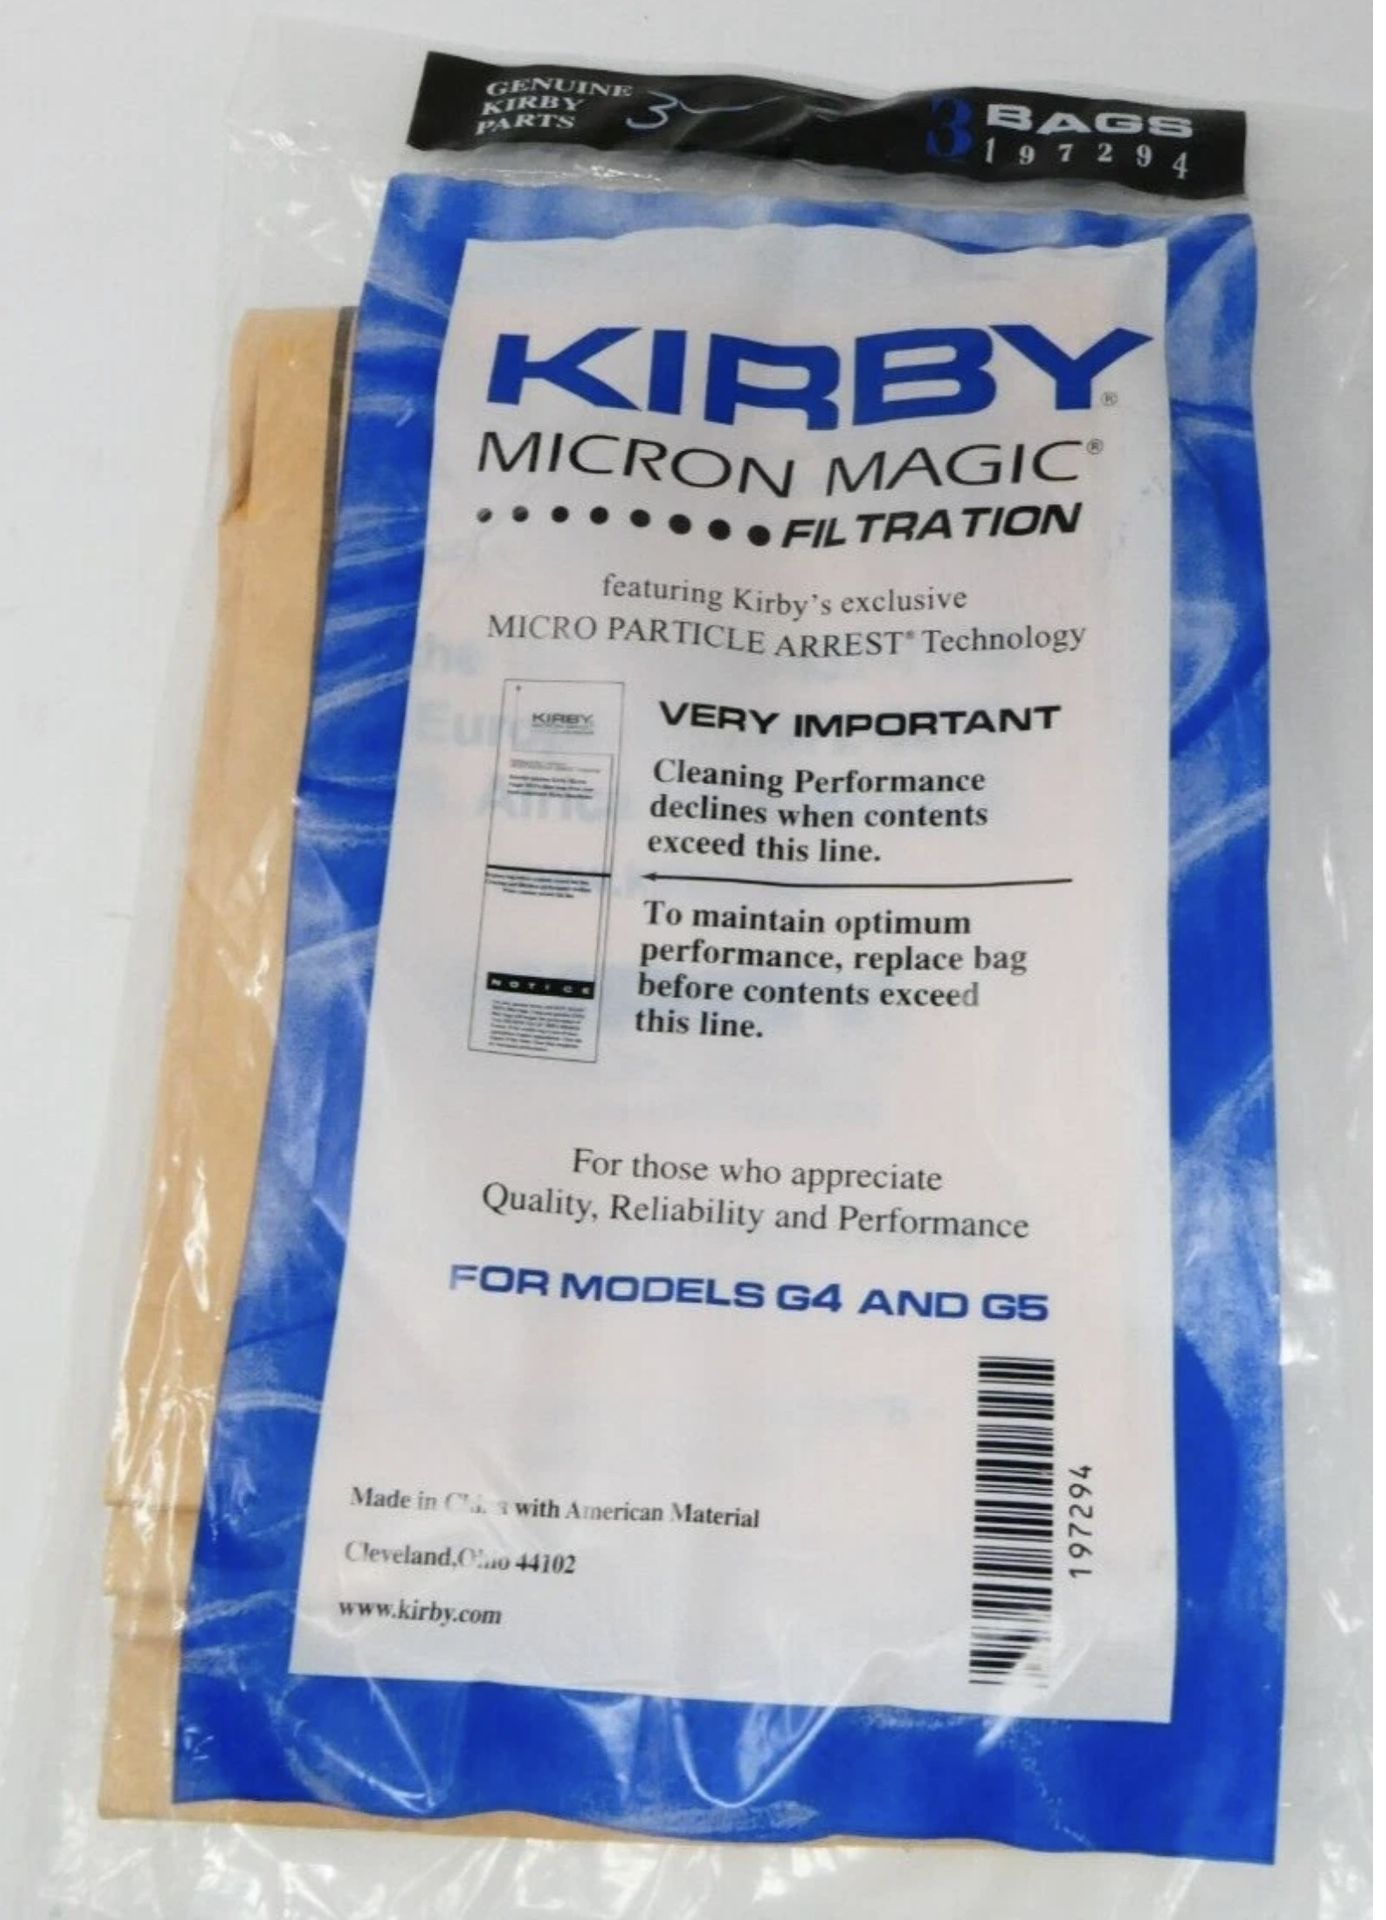 GENUINE
KIRBY
PARTS
3
3 BAGS
197294
KIRBY®
MICRON MAGIC®
FILTRATION
featuring Kirby's exclusive
MICRO PARTICLE ARREST® Technology
KIRBY
VERY IMPORTANT
Cleaning Performance
declines when contents
exceed this line.
To maintain optimum
performance, replace bag
before contents exceed
this line.
NOTICE
For those who appreciate
Quality, Reliability and Performance
FOR MODELS G4 AND G5
197294
Made in China with American Material
Cleveland,Ohio 44102
www.kirby.com